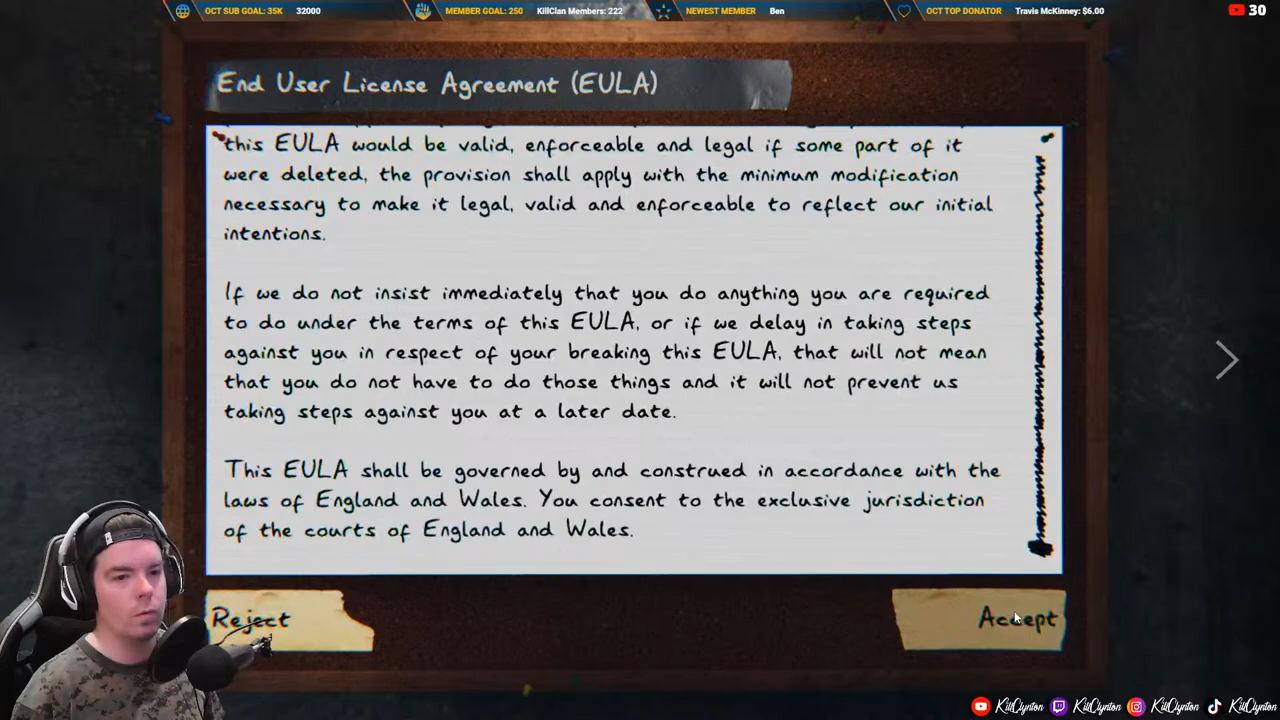 OCT SUB GOAL: 35K 32000 MEMBER GOAL: 250 KillClan Members: 222 NEWEST MEMBER Ben OCT TOP DONATOR Travis McKinney: $6.00 30
End User License Agreement (EULA)
this EULA would be valid, enforceable and legal if some part of it
were deleted, the provision shall apply with the minimum modification
necessary to make it legal, valid and enforceable to reflect our initial
intentions.
If we do not insist immediately that you do anything you are required
to do under the terms of this EULA, or if we delay in taking steps
against you in respect of your breaking this EULA, that will not mean
that you do not have to do those things and it will not prevent us
taking steps against you at a later date.
This EULA shall be governed by and construed in accordance with the
laws of England and Wales. You consent to the exclusive jurisdiction
of the courts of England and Wales.
Reject Accept
KillClynton KillClynton KillClynton KillClynton